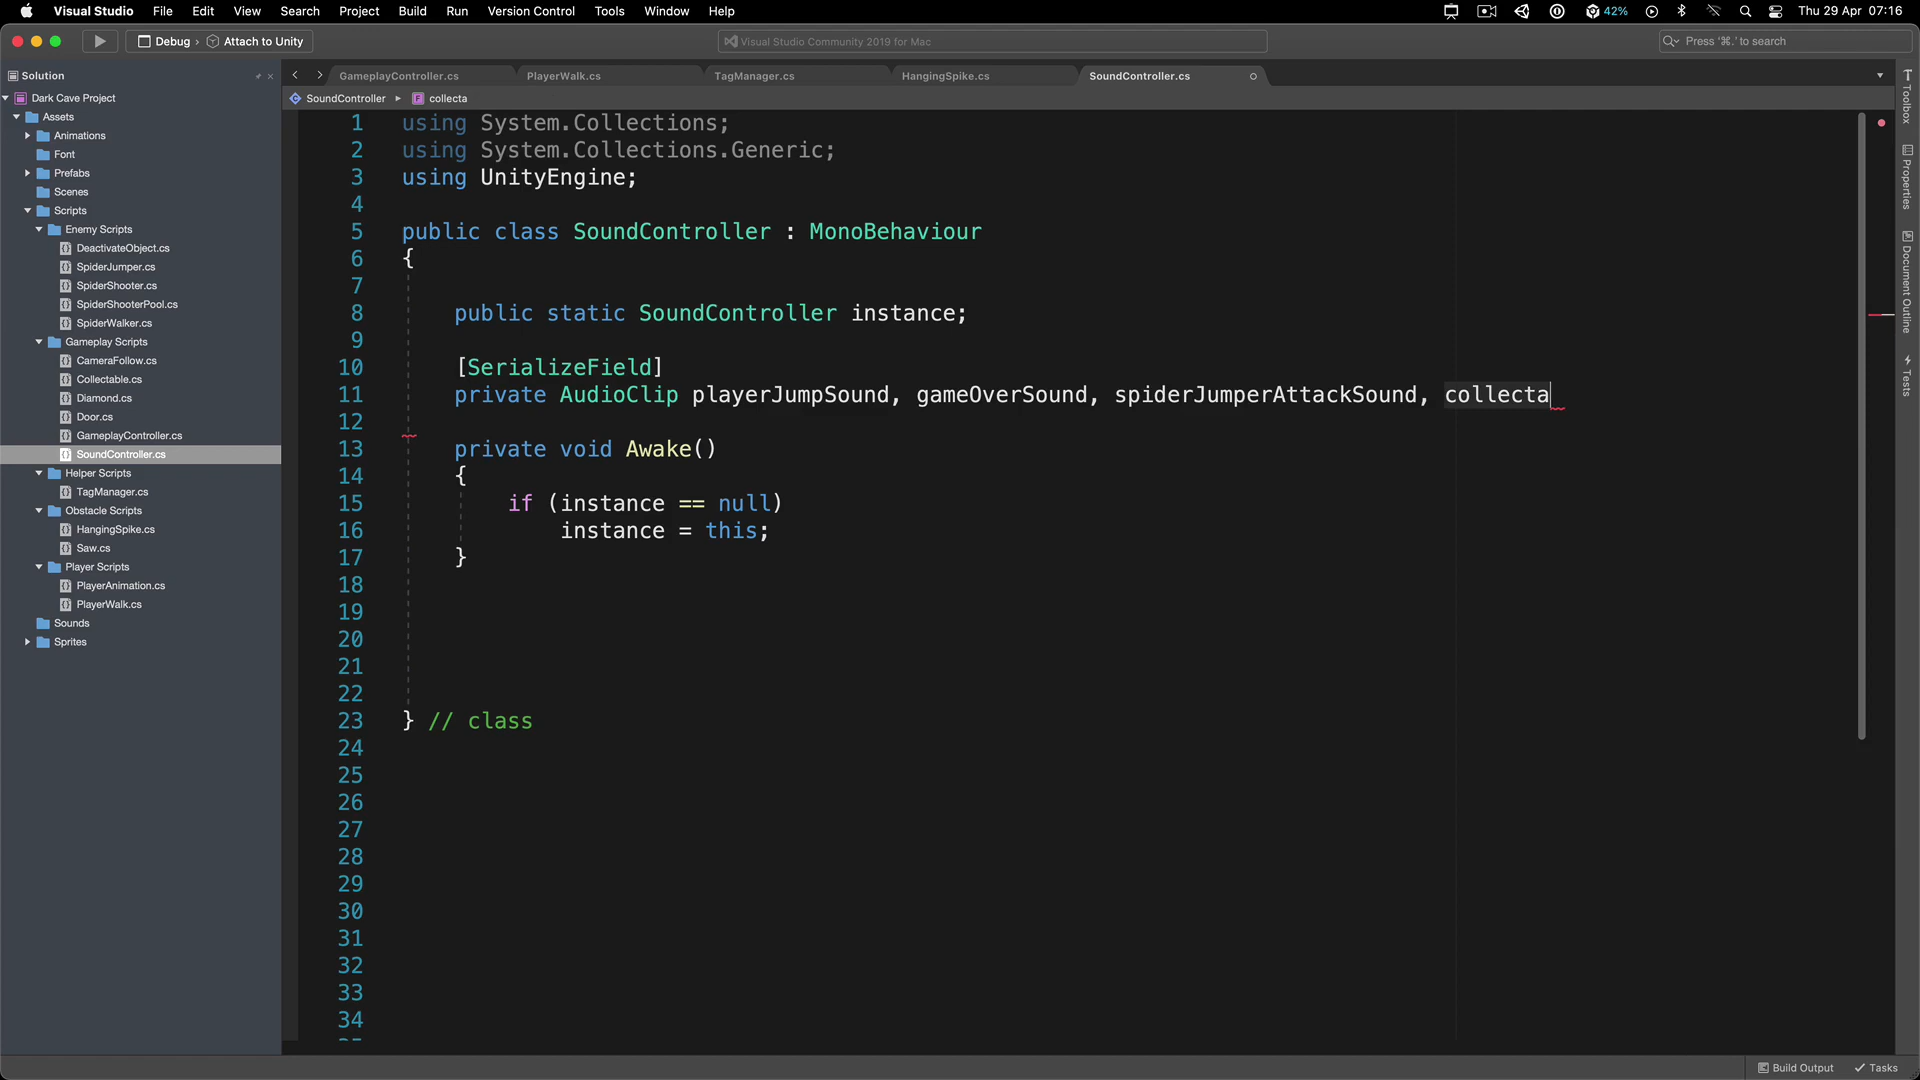 Visual Studio File Edit View Search Project Build Run Version Control Tools Window Help 42% Thu 29 Apr 07:16
Debug › Attach to Unity Visual Studio Community 2019 for Mac Press '⌘.' to search
Solution
Dark Cave Project
Assets
Animations
Font
Prefabs
Scenes
Scripts
Enemy Scripts
DeactivateObject.cs
SpiderJumper.cs
SpiderShooter.cs
SpiderShooterPool.cs
SpiderWalker.cs
Gameplay Scripts
CameraFollow.cs
Collectable.cs
Diamond.cs
Door.cs
GameplayController.cs
SoundController.cs
Helper Scripts
TagManager.cs
Obstacle Scripts
HangingSpike.cs
Saw.cs
Player Scripts
PlayerAnimation.cs
PlayerWalk.cs
Sounds
Sprites
GameplayController.cs PlayerWalk.cs TagManager.cs HangingSpike.cs SoundController.cs
SoundController collecta
1 using System.Collections;
2 using System.Collections.Generic;
3 using UnityEngine;
4
5 public class SoundController : MonoBehaviour
6 {
7
8 public static SoundController instance;
9
10 [SerializeField]
11 private AudioClip playerJumpSound, gameOverSound, spiderJumperAttackSound, collecta
12
13 private void Awake()
14 {
15 if (instance == null)
16 instance = this;
17 }
18
19
20
21
22
23 } // class
24
25
26
27
28
29
30
31
32
33
34
Toolbox
Properties
Document Outline
Tests
Build Output Tasks